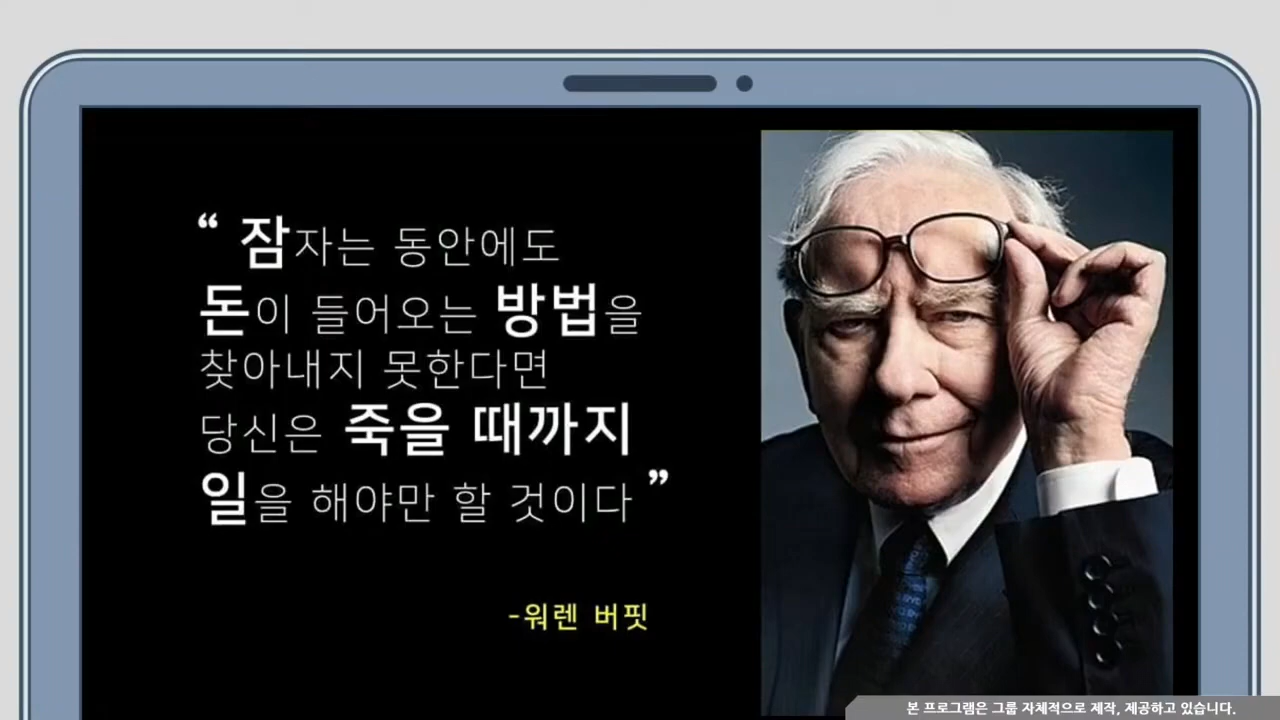 “ 잠자는 동안에도
돈이 들어오는 방법을
찾아내지 못한다면
당신은 죽을 때까지
일을 해야만 할 것이다 ”
-워렌 버핏
본 프로그램은 그룹 자체적으로 제작, 제공하고 있습니다.